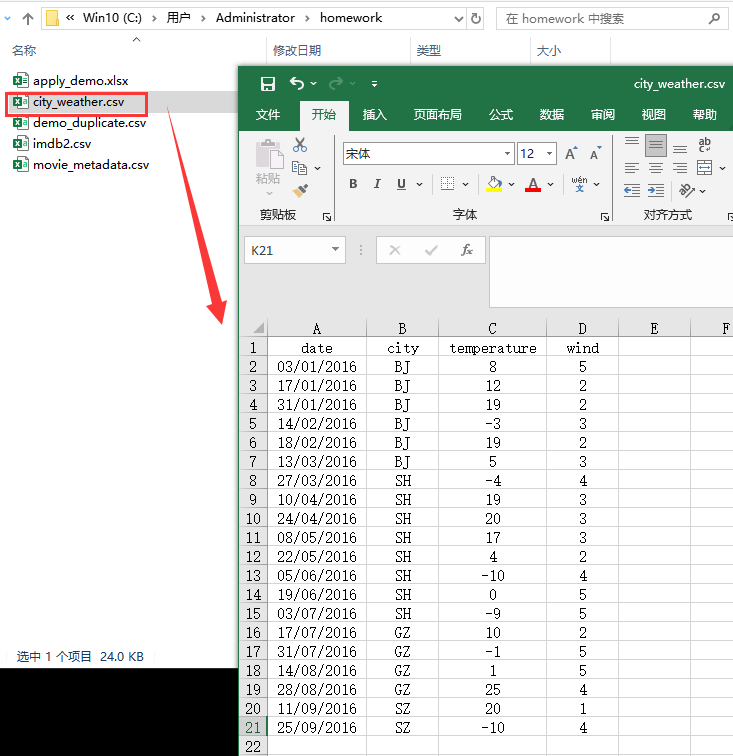 « Win10 (C:) › 用户 › Administrator › homework
在 homework 中搜索
名称 修改日期 类型 大小
apply_demo.xlsx
city_weather.csv
demo_duplicate.csv
imdb2.csv
movie_metadata.csv
选中 1 个项目 24.0 KB
city_weather.csv
文件 开始 插入 页面布局 公式 数据 审阅 视图 帮助
粘贴
宋体 12 A A ab
B I U A wén 文
剪贴板 字体 对齐方式
K21 fx
A B C D E F
1 date city temperature wind
2 03/01/2016 BJ 8 5
3 17/01/2016 BJ 12 2
4 31/01/2016 BJ 19 2
5 14/02/2016 BJ -3 3
6 18/02/2016 BJ 19 2
7 13/03/2016 BJ 5 3
8 27/03/2016 SH -4 4
9 10/04/2016 SH 19 3
10 24/04/2016 SH 20 3
11 08/05/2016 SH 17 3
12 22/05/2016 SH 4 2
13 05/06/2016 SH -10 4
14 19/06/2016 SH 0 5
15 03/07/2016 SH -9 5
16 17/07/2016 GZ 10 2
17 31/07/2016 GZ -1 5
18 14/08/2016 GZ 1 5
19 28/08/2016 GZ 25 4
20 11/09/2016 SZ 20 1
21 25/09/2016 SZ -10 4
22